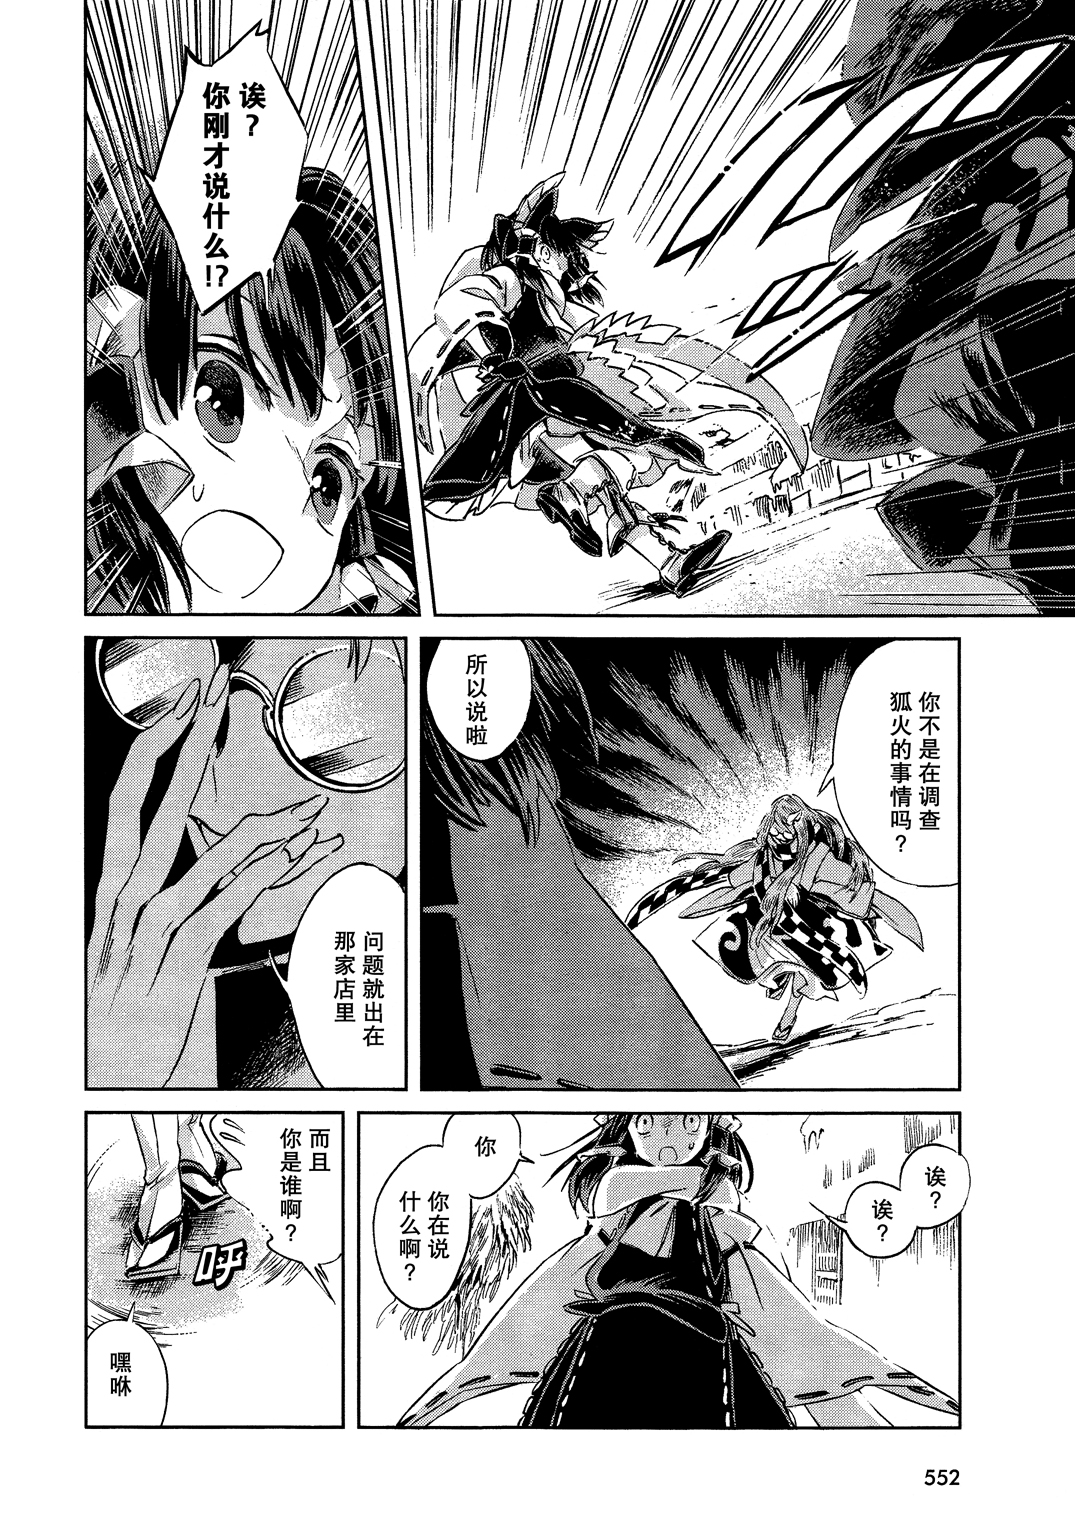 诶？
你刚才说什么!?
你不是在调查
狐火的事情吗？
所以说啦
问题就出在
那家店里
诶？
诶？
你
你在说
什么啊？
而且
你是谁啊？
呼
嘿咻
552